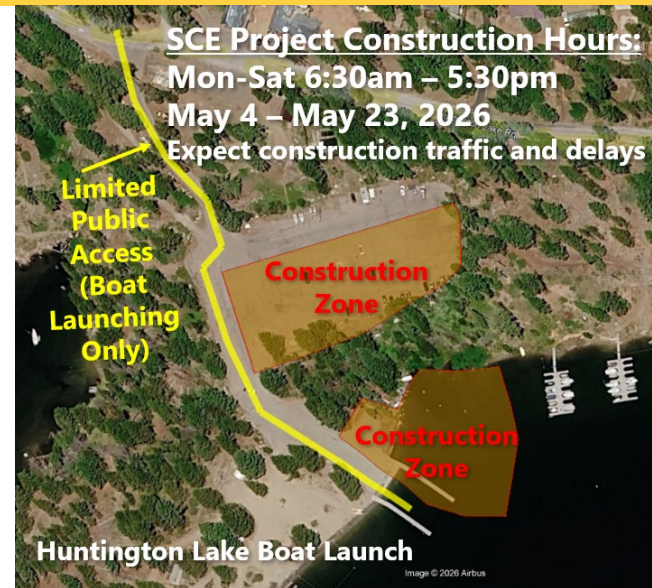 SCE Project Construction Hours:
Mon-Sat 6:30am – 5:30pm
May 4 – May 23, 2026
Expect construction traffic and delays
Limited
Public
Access
(Boat
Launching
Only)
Construction
Zone
Construction
Zone
Huntington Lake Boat Launch
Image © 2026 Airbus